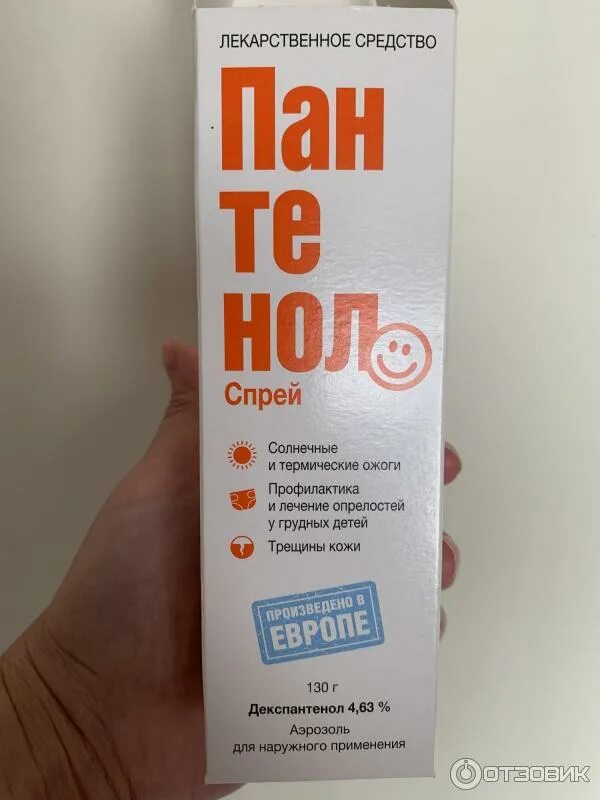 ЛЕКАРСТВЕННОЕ СРЕДСТВО
Пан
те
нол
Спрей
Солнечные
и термические ожоги
Профилактика
и лечение опрелостей
у грудных детей
Трещины кожи
ПРОИЗВЕДЕНО В
ЕВРОПЕ
130 г
Декспантенол 4,63 %
Аэрозоль
для наружного применения
ОТЗОВИК